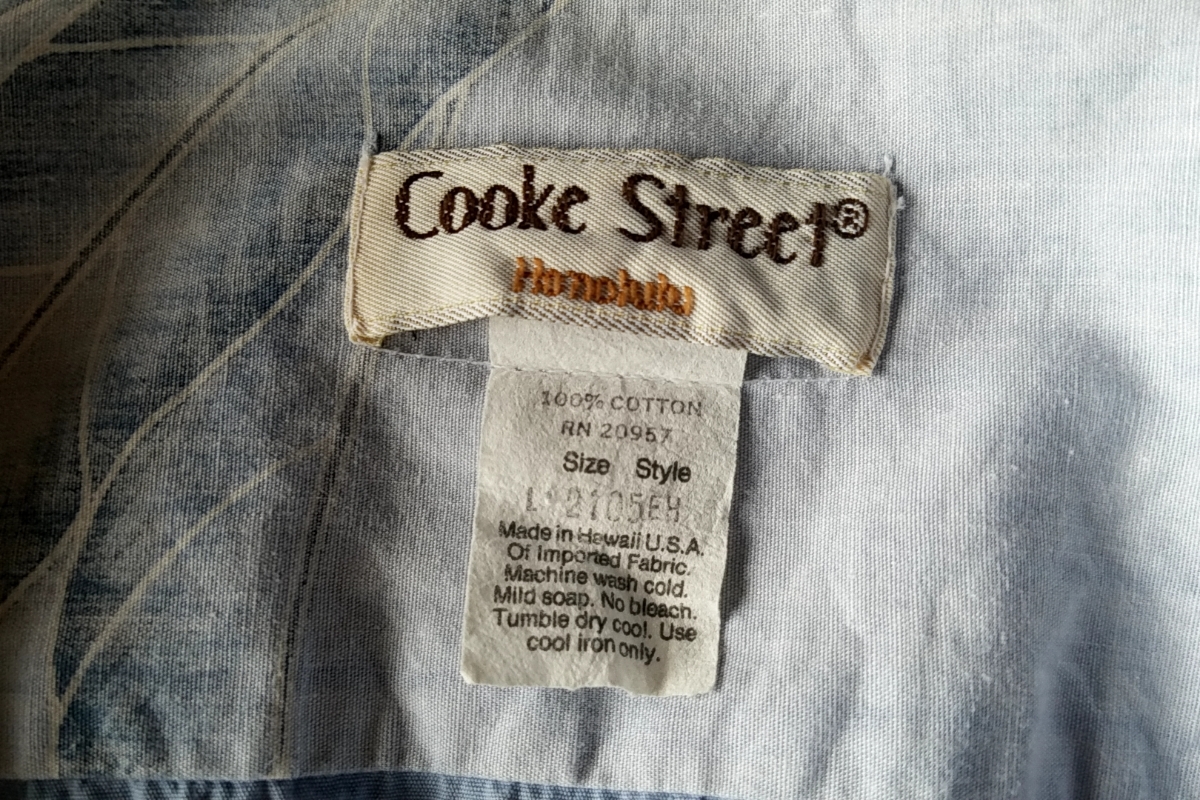 Cooke Street®
Honolulu
100% COTTON
RN 20957
Size Style
L 2105EH
Made in Hawaii U.S.A.
Of Imported Fabric.
Machine wash cold.
Mild soap. No bleach.
Tumble dry cool. Use
cool iron only.